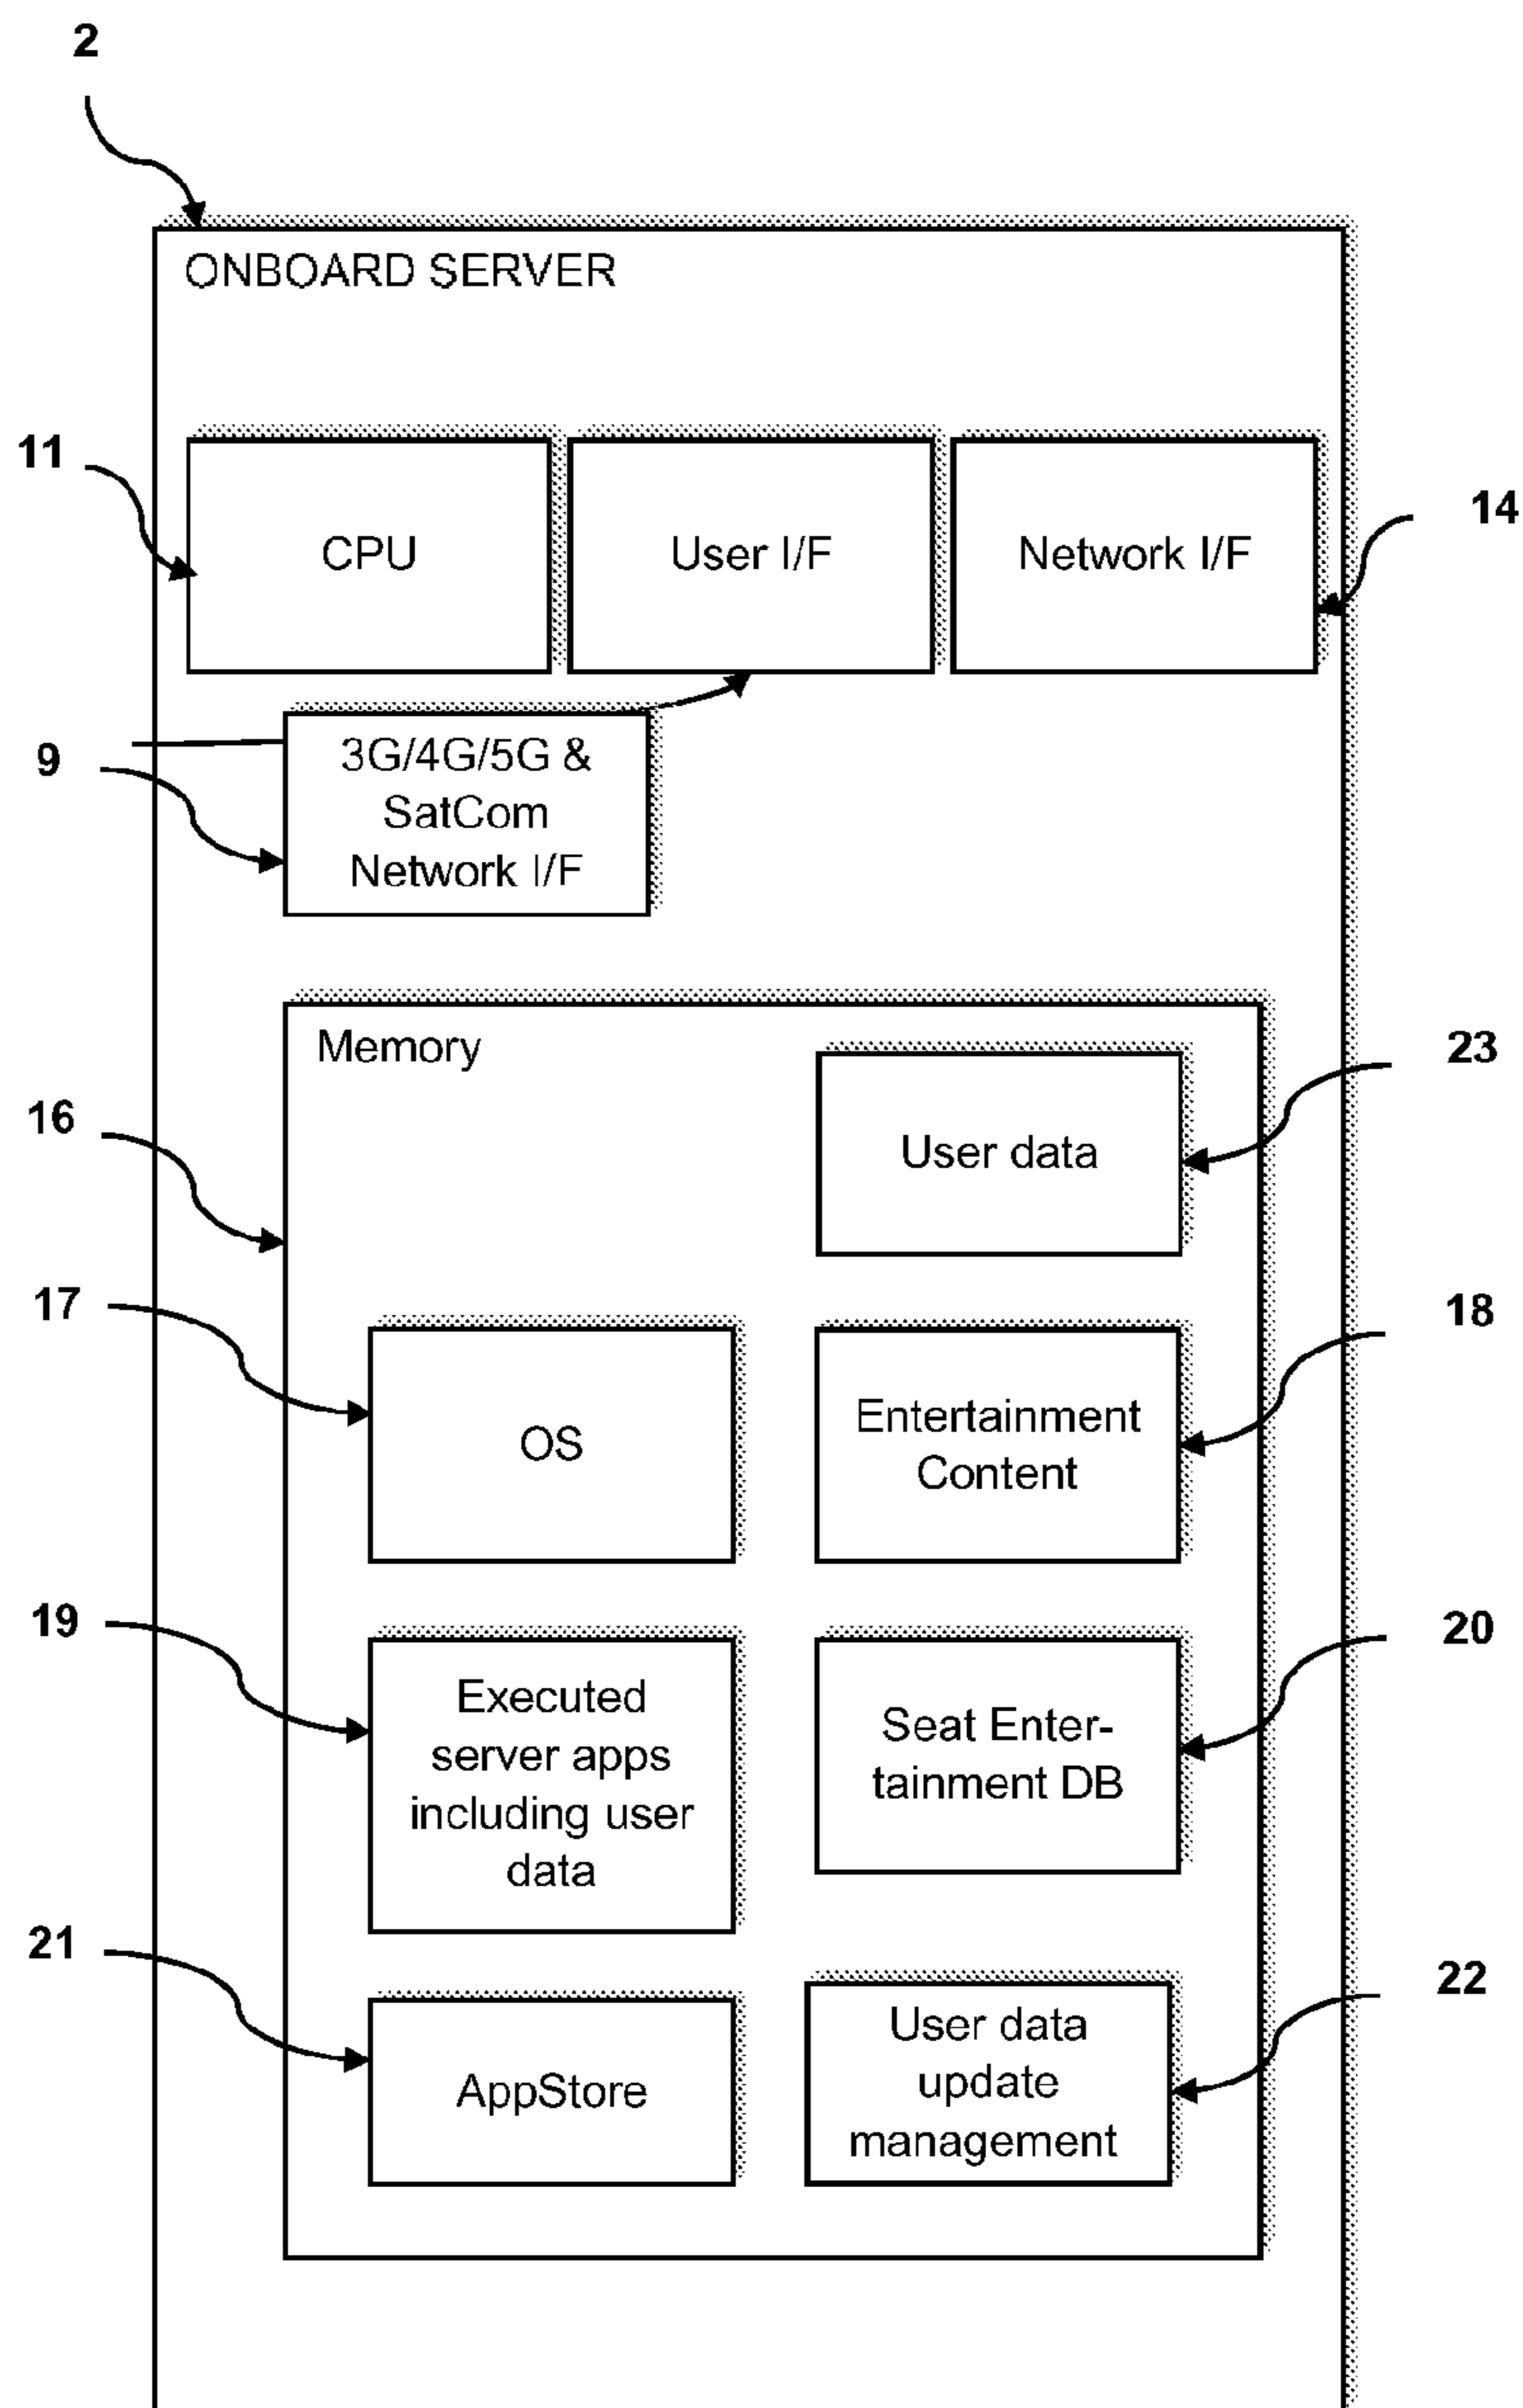 2
ONBOARD SERVER
11
CPU
User I/F
Network I/F
14
9
3G/4G/5G &
SatCom
Network I/F
Memory
23
User data
16
17
OS
18
Entertainment
Content
19
Executed
server apps
including user
data
20
Seat Enter-
tainment DB
21
AppStore
22
User data
update
management